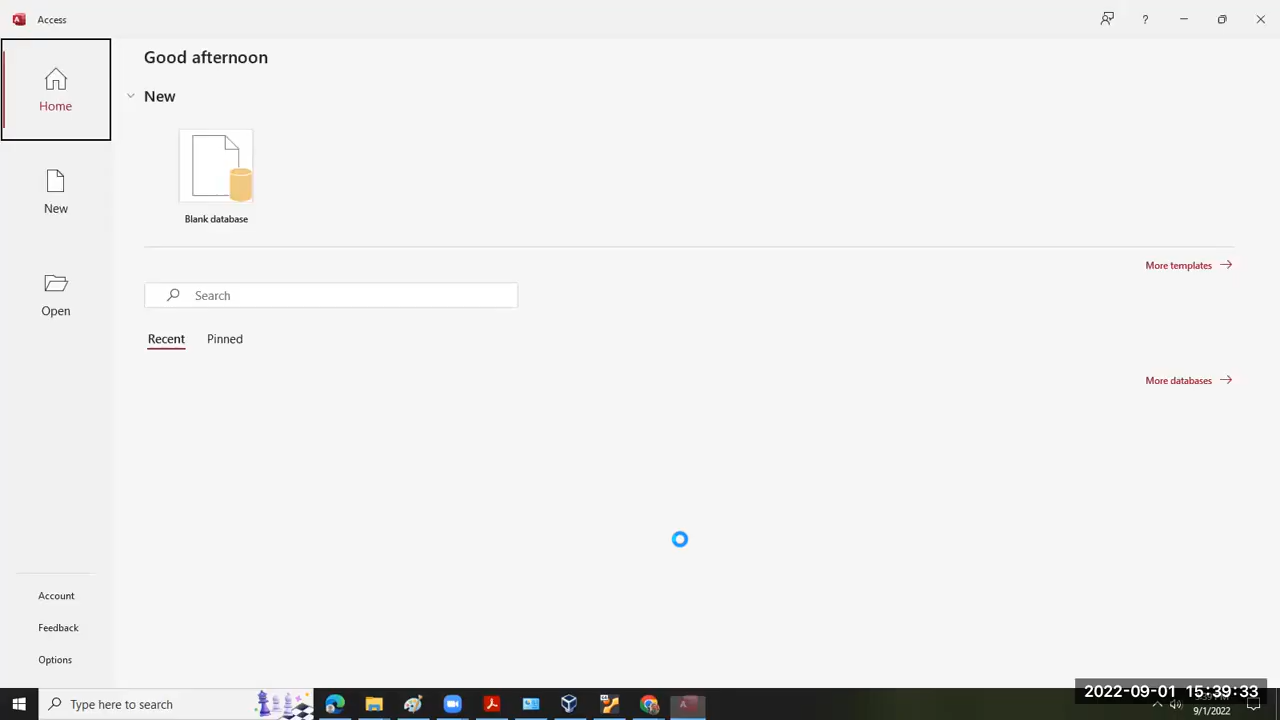 Access
?
Good afternoon
Home
New
New
Blank database
More templates
Search
Open
Recent
Pinned
More databases
Account
Feedback
Options
Type here to search
2022-09-01 15:39:33
9/1/2022